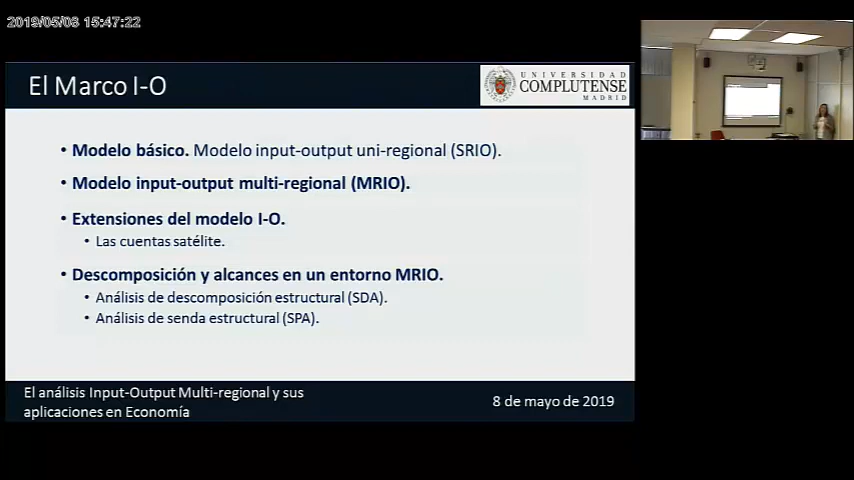 2019/05/08 15:47:22
El Marco I-O
UNIVERSIDAD
COMPLUTENSE
MADRID
• Modelo básico. Modelo input-output uni-regional (SRIO).
• Modelo input-output multi-regional (MRIO).
• Extensiones del modelo I-O.
• Las cuentas satélite.
• Descomposición y alcances en un entorno MRIO.
• Análisis de descomposición estructural (SDA).
• Análisis de senda estructural (SPA).
El análisis Input-Output Multi-regional y sus
aplicaciones en Economía
8 de mayo de 2019